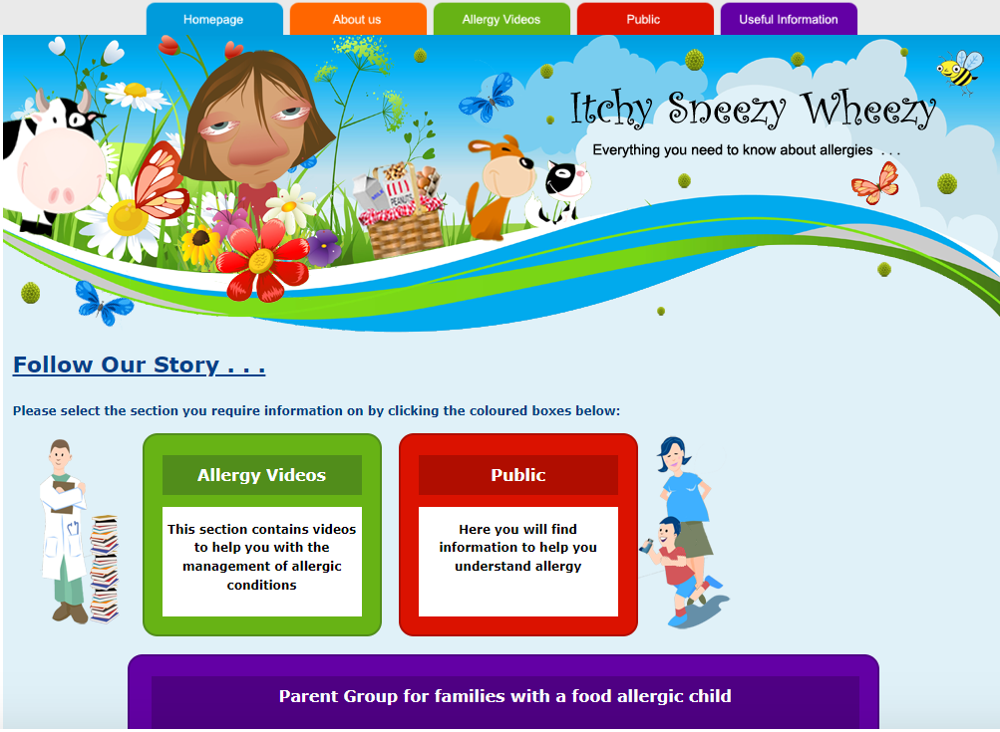 Homepage
About us
Allergy Videos
Public
Useful Information
Itchy Sneezy Wheezy
Everything you need to know about allergies . . .
MILK
PEANUTS
Follow Our Story . . .
Please select the section you require information on by clicking the coloured boxes below:
Allergy Videos
This section contains videos
to help you with the
management of allergic
conditions
Public
Here you will find
information to help you
understand allergy
Parent Group for families with a food allergic child